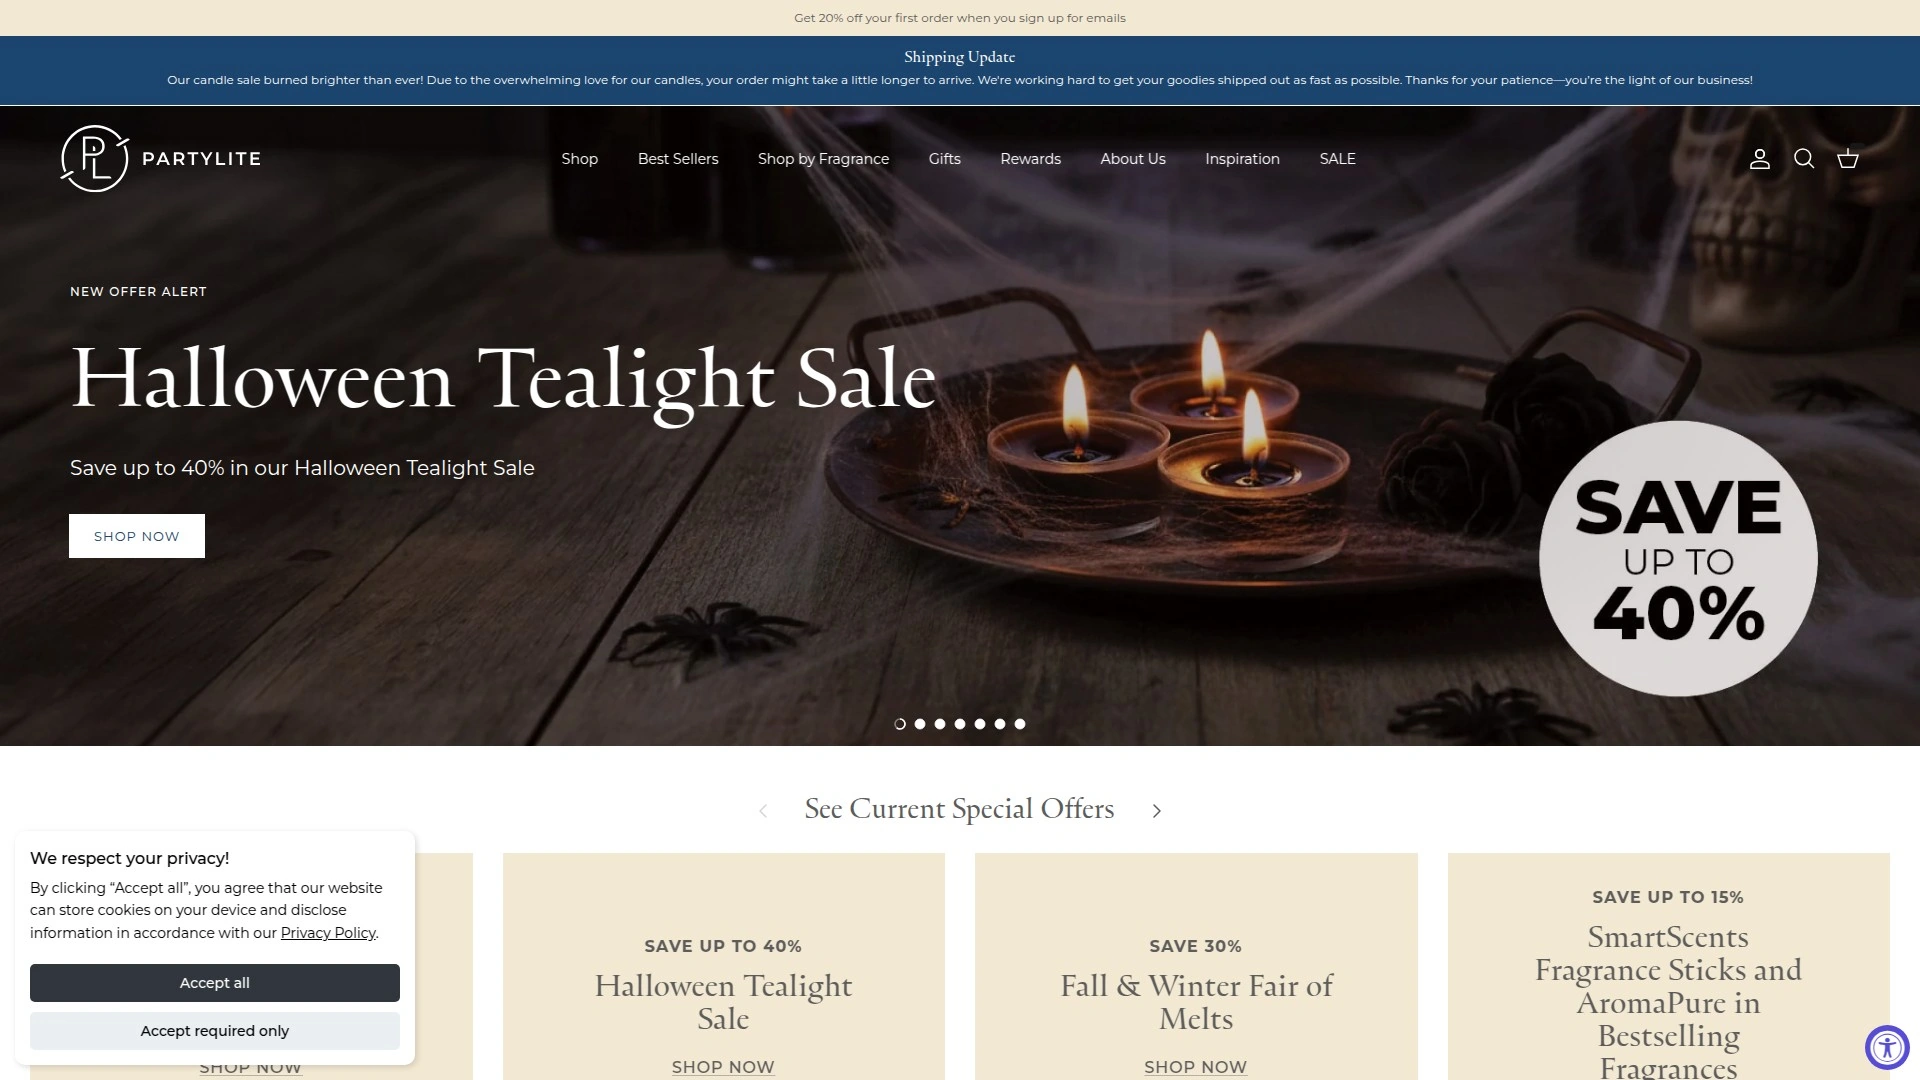 Get 20% off your first order when you sign up for emails
Shipping Update
Our candle sale burned brighter than ever! Due to the overwhelming love for our candles, your order might take a little longer to arrive. We're working hard to get your goodies shipped out as fast as possible. Thanks for your patience—you're the light of our business!
PL PARTYLITE
Shop
Best Sellers
Shop by Fragrance
Gifts
Rewards
About Us
Inspiration
SALE
NEW OFFER ALERT
Halloween Tealight Sale
Save up to 40% in our Halloween Tealight Sale
SHOP NOW
SAVE
UP TO
40%
See Current Special Offers
We respect your privacy!
By clicking “Accept all”, you agree that our website
can store cookies on your device and disclose
information in accordance with our Privacy Policy.
Accept all
Accept required only
SHOP NOW
SAVE UP TO 40%
Halloween Tealight
Sale
SHOP NOW
SAVE 30%
Fall & Winter Fair of
Melts
SHOP NOW
SAVE UP TO 15%
SmartScents
Fragrance Sticks and
AromaPure in
Bestselling
Fragrances